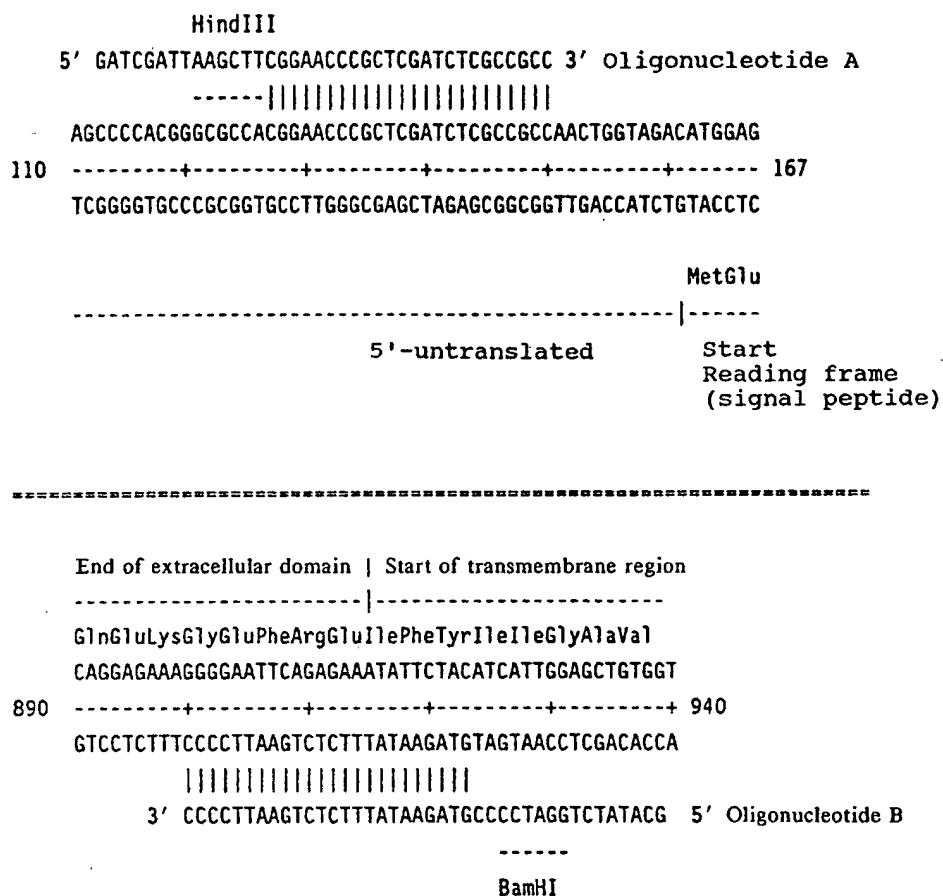 HindIII
5' GATCGATTAAGCTTCGGAACCCGCTCGATCTCGCCGCC 3' Oligonucleotide A
------||||||||||||||||||||||||
AGCCCCACGGGCGCCACGGAACCCGCTCGATCTCGCCGCCAACTGGTAGACATGGAG
110 ---------+---------+---------+---------+---------+------- 167
TCGGGGTGCCCGCGGTGCCTTGGGCGAGCTAGAGCGGCGGTTGACCATCTGTACCTC
MetGlu
--------------------------------------------------|------
5'-untranslated Start
Reading frame
(signal peptide)
=======================================================================
End of extracellular domain | Start of transmembrane region
------------------------|------------------------
GlnGluLysGlyGluPheArgGluIlePheTyrIleIleGlyAlaVal
CAGGAGAAAGGGGAATTCAGAGAAATATTCTACATCATTGGAGCTGTGGT
890 ---------+---------+---------+---------+---------+ 940
GTCCTCTTTCCCCTTAAGTCTCTTTATAAGATGTAGTAACCTCGACACCA
||||||||||||||||||||||||
3' CCCCTTAAGTCTCTTTATAAGATGCCCCTAGGTCTATACG 5' Oligonucleotide B
------
BamHI